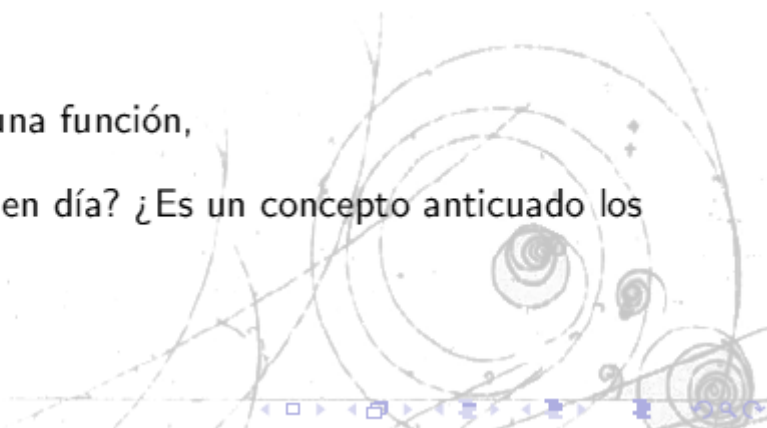 una función,
en día? ¿Es un concepto anticuado los